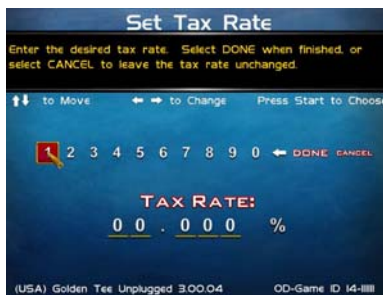 Set Tax Rate
Enter the desired tax rate. Select DONE when finished, or
select CANCEL to leave the tax rate unchanged.
↑↓ to Move ← → to Change Press Start to Choose
1 2 3 4 5 6 7 8 9 0 ← DONE CANCEL
TAX RATE:
0 0 . 0 0 0 %
(USA) Golden Tee Unplugged 3.00.04 OD-Game ID 14-111111